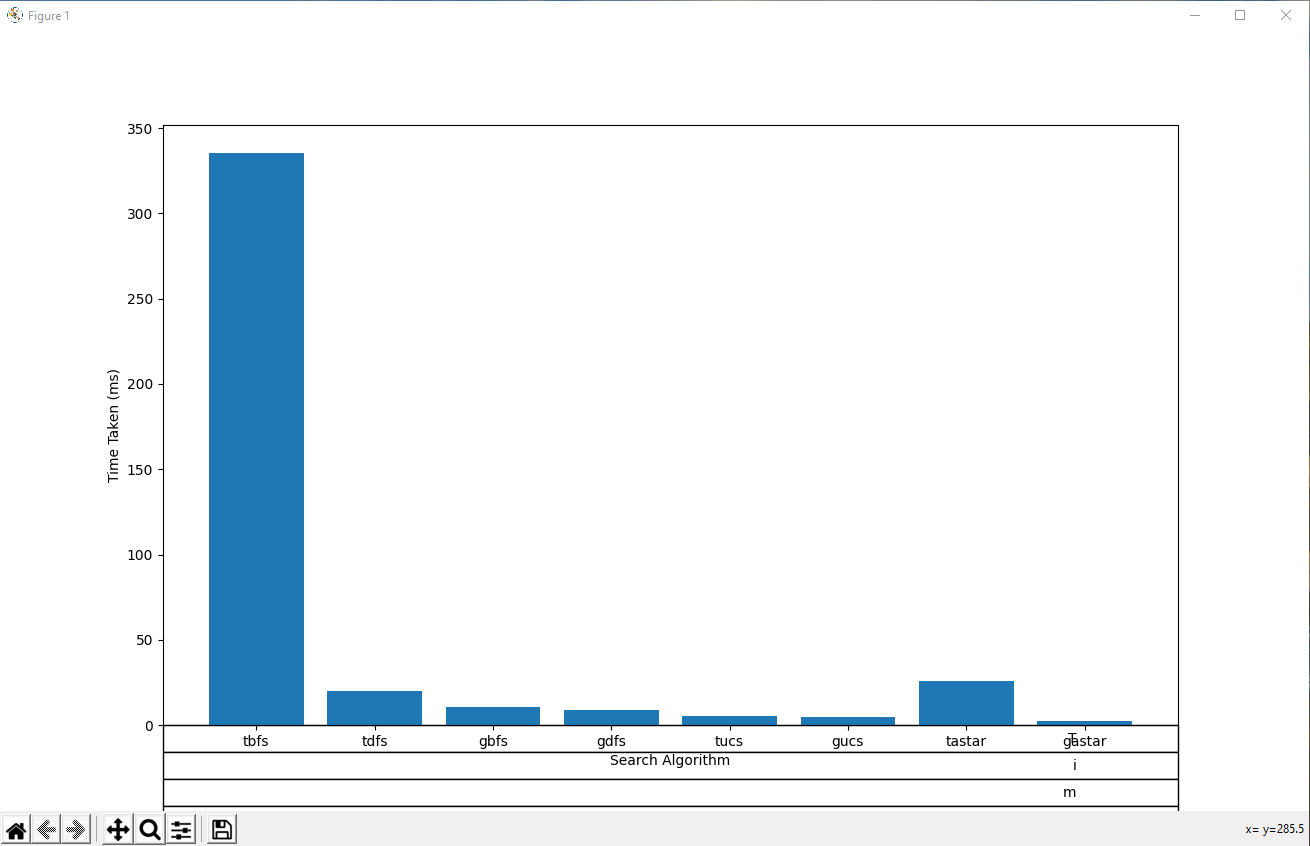 Figure 1
350
300
250
200
150
100
50
0
Time Taken (ms)
tbfs tdfs gbfs gdfs tucs gucs tastar gastar
T
Search Algorithm
i
m
x= y=285.5